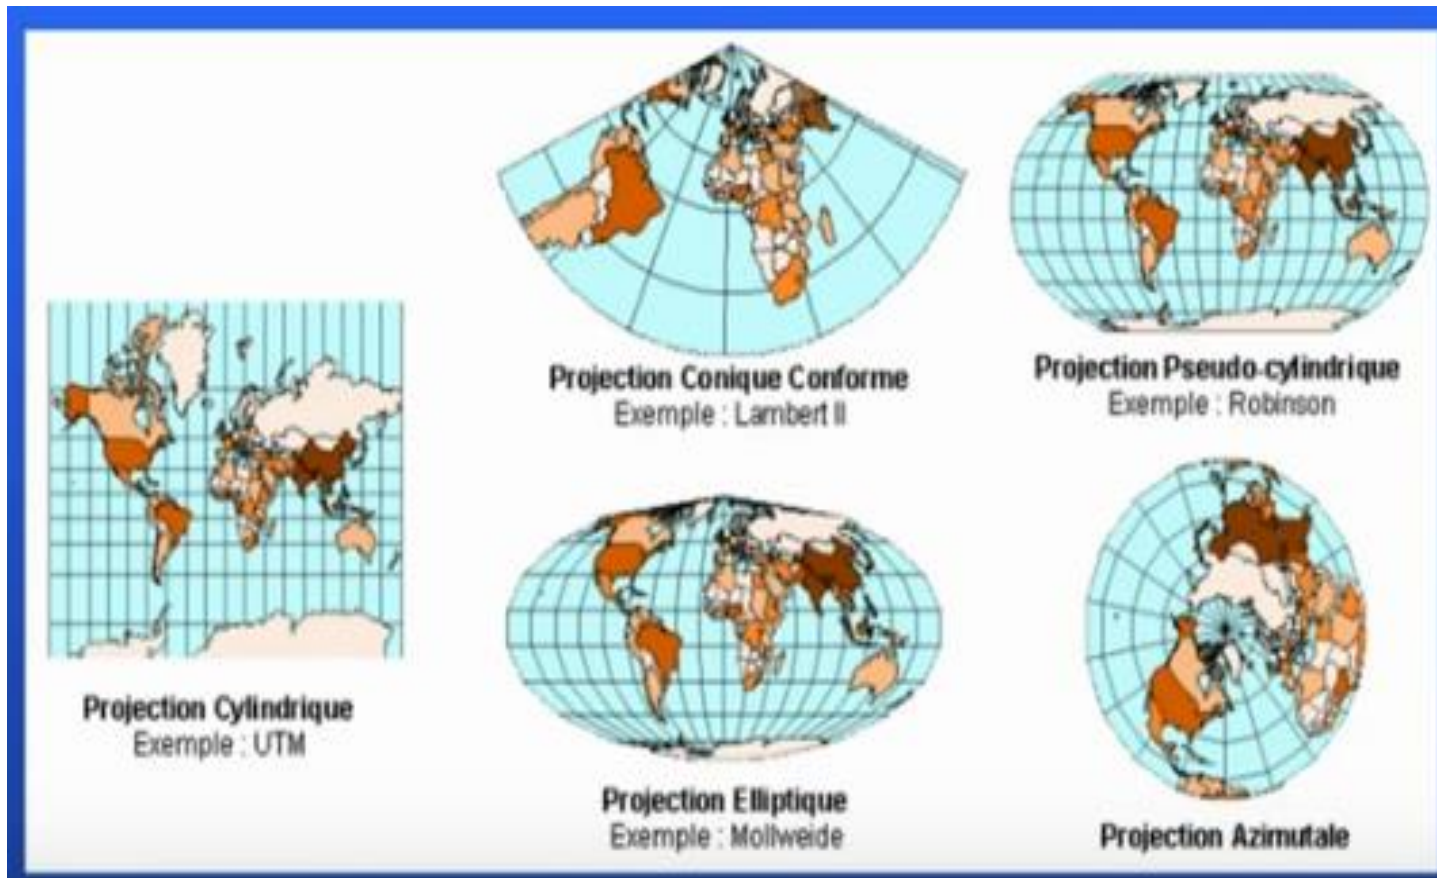 Projection Conique Conforme
Exemple : Lambert II
Projection Pseudo-cylindrique
Exemple : Robinson
Projection Cylindrique
Exemple : UTM
Projection Elliptique
Exemple : Mollweide
Projection Azimutale